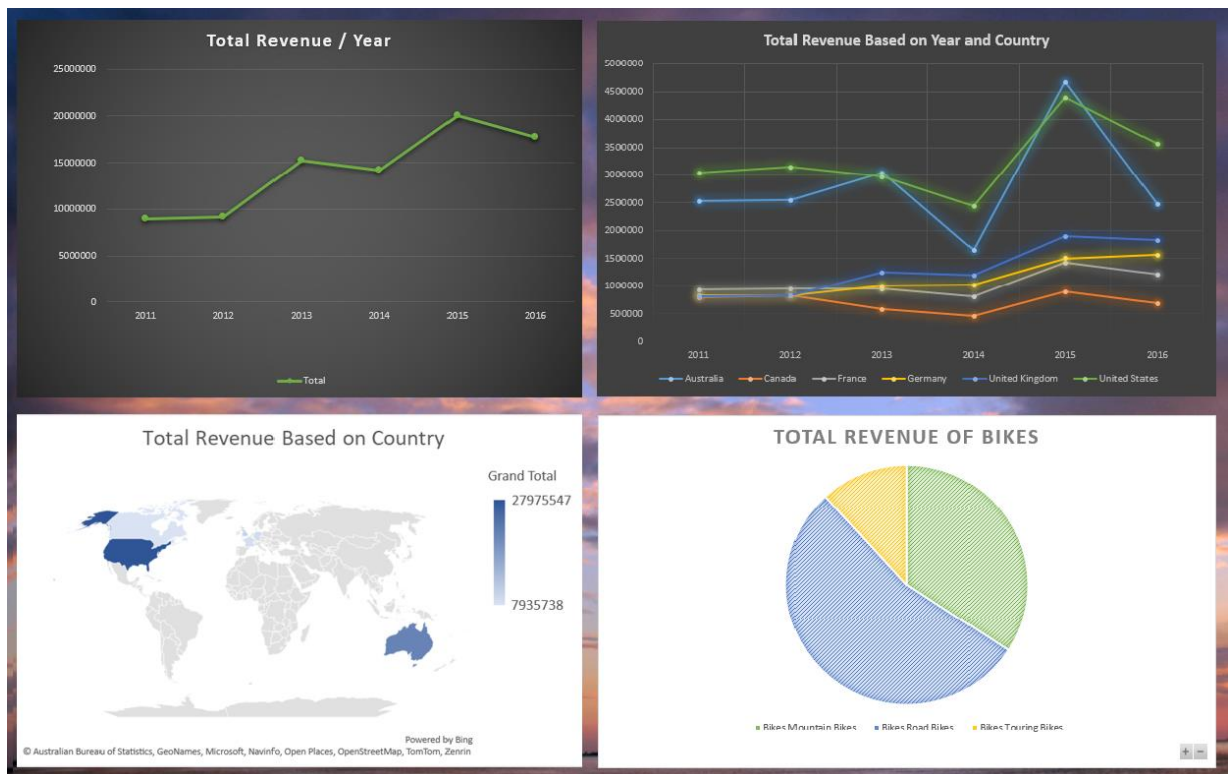 Total Revenue / Year
25000000
20000000
15000000
10000000
5000000
0
2011 2012 2013 2014 2015 2016
Total
Total Revenue Based on Year and Country
5000000
4500000
4000000
3500000
3000000
2500000
2000000
1500000
1000000
500000
0
2011 2012 2013 2014 2015 2016
Australia Canada France Germany United Kingdom United States
Total Revenue Based on Country
Grand Total
27975547
7935738
Powered by Bing
© Australian Bureau of Statistics, GeoNames, Microsoft, Navinfo, Open Places, OpenStreetMap, TomTom, Zenrin
TOTAL REVENUE OF BIKES
Bikes Mountain Bikes Bikes Road Bikes Bikes Touring Bikes
+ −